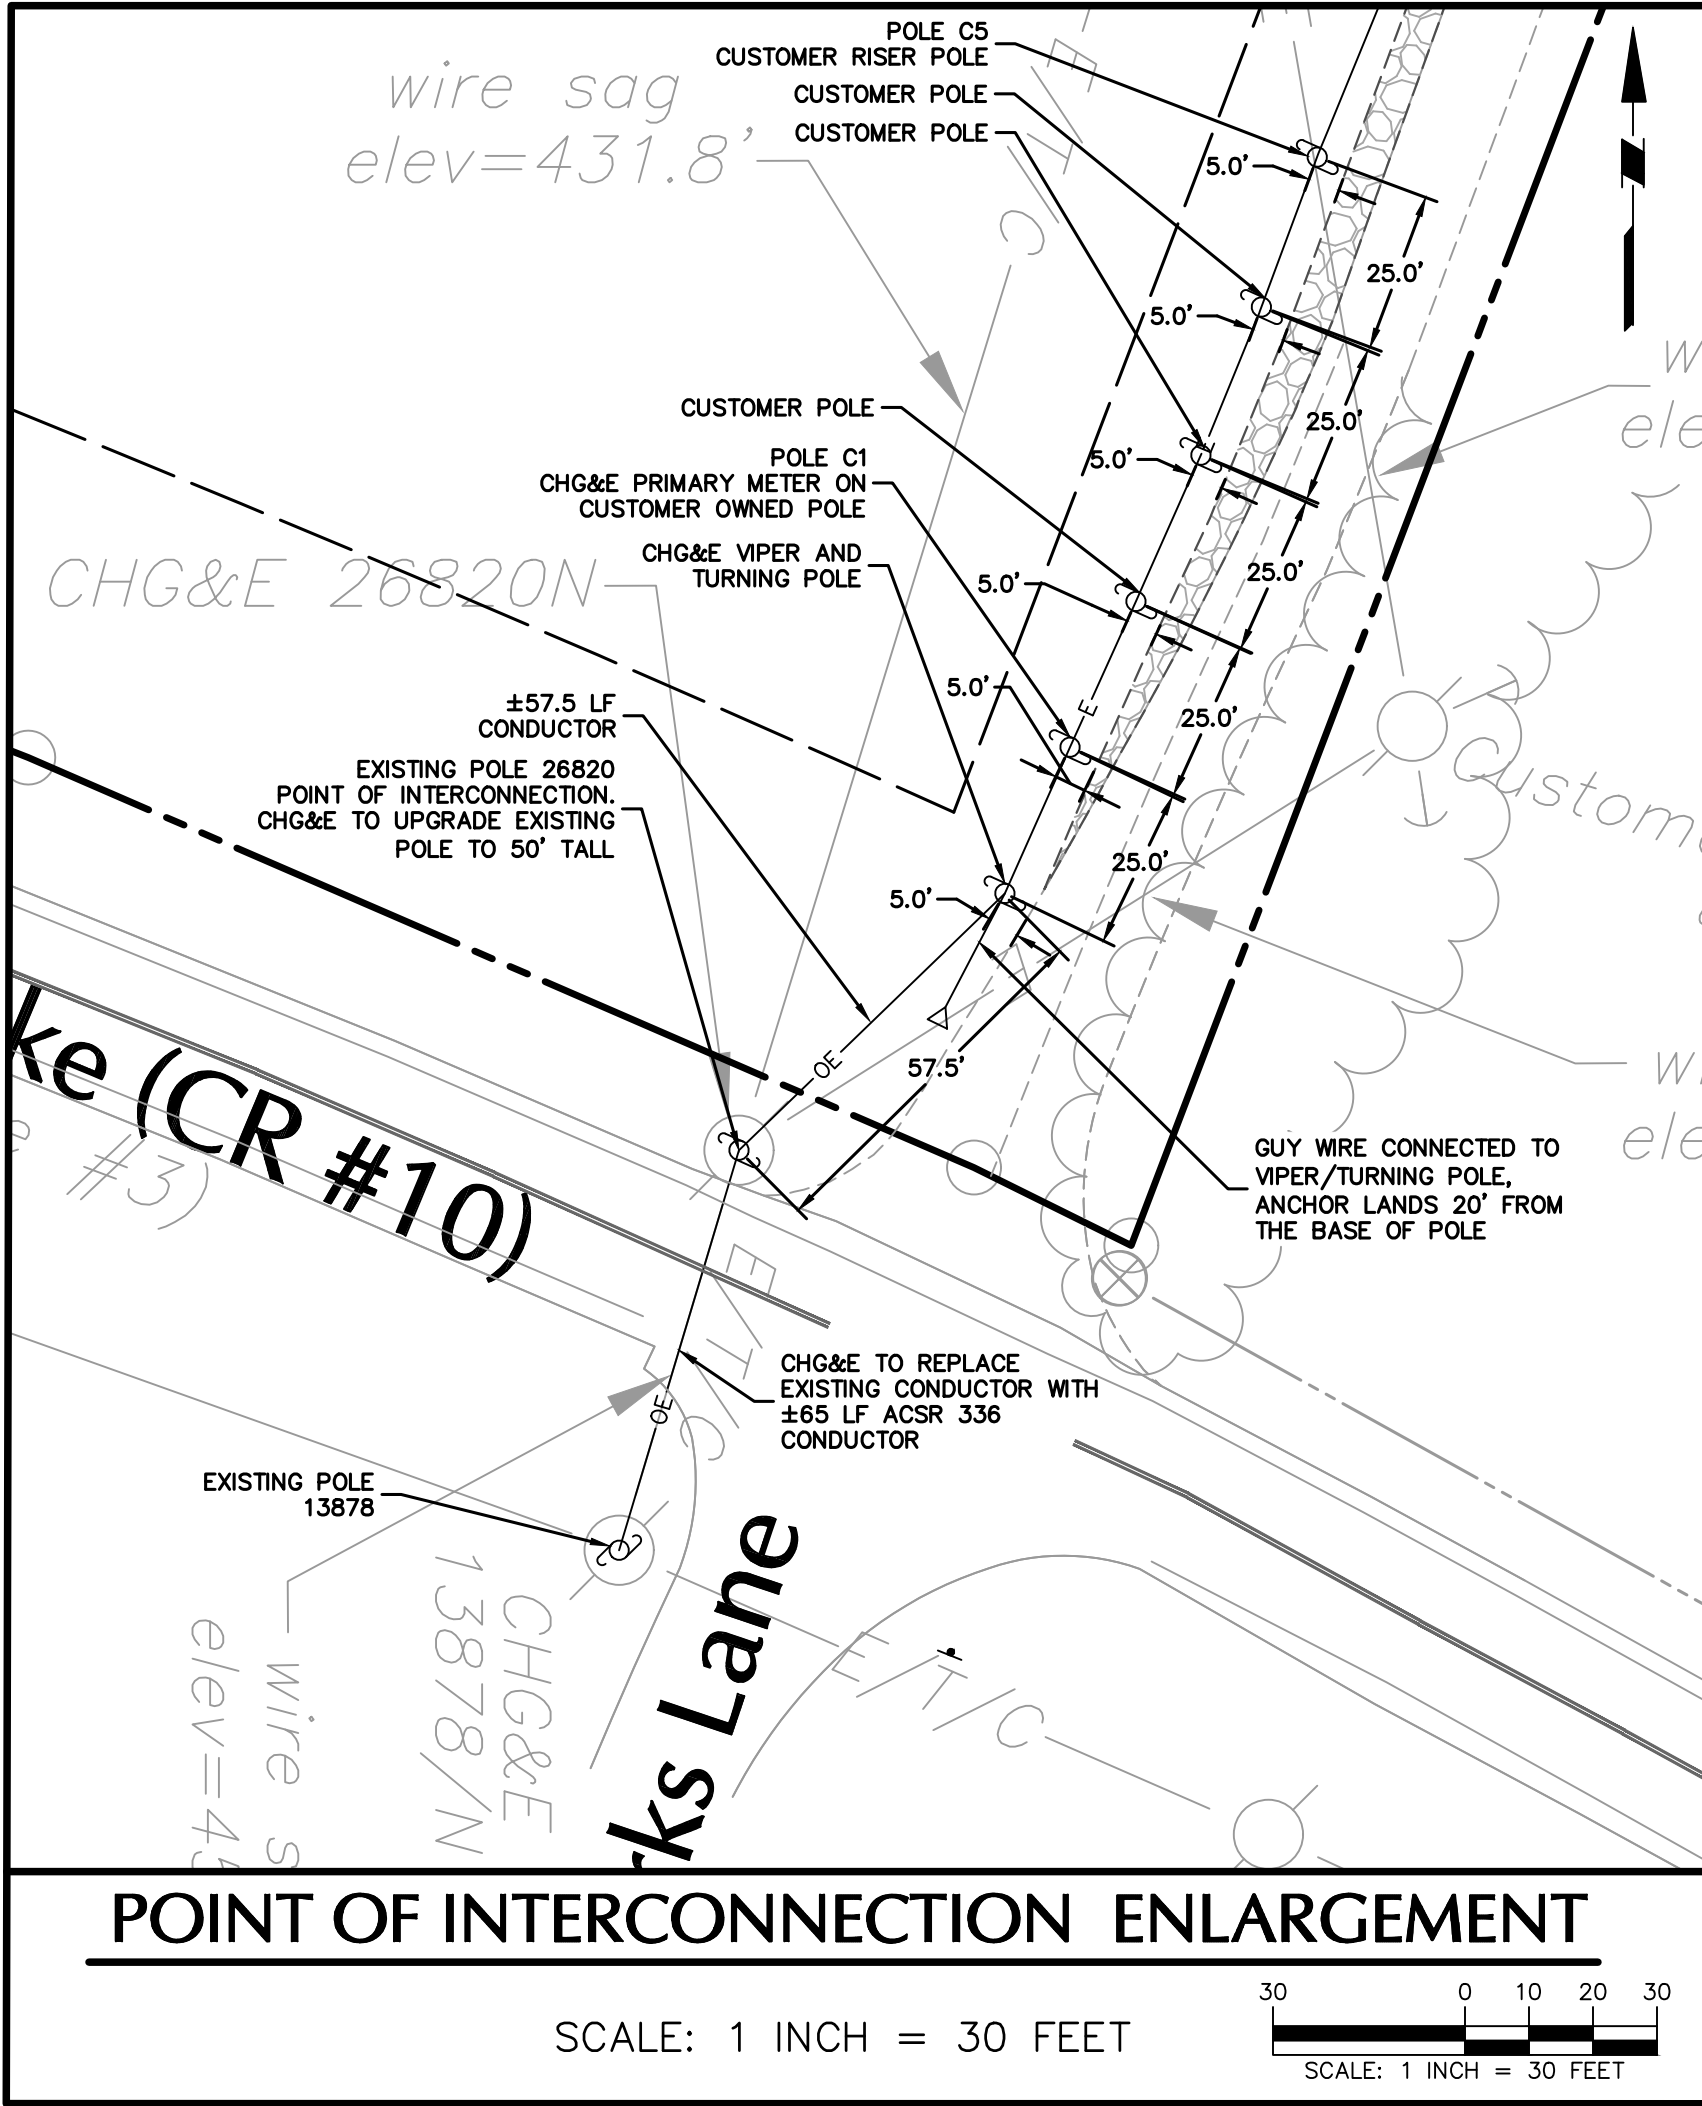 POLE C5
CUSTOMER RISER POLE
CUSTOMER POLE
CUSTOMER POLE
wire sag
elev=431.8'
5.0'
25.0'
5.0'
25.0'
CUSTOMER POLE
5.0'
POLE C1
CHG&E PRIMARY METER ON
CUSTOMER OWNED POLE
CHG&E VIPER AND
TURNING POLE
CHG&E 26820N
5.0'
25.0'
5.0'
E
25.0'
±57.5 LF
CONDUCTOR
EXISTING POLE 26820
POINT OF INTERCONNECTION.
CHG&E TO UPGRADE EXISTING
POLE TO 50' TALL
25.0'
5.0'
OE
57.5'
ke (CR #10)
#3)
GUY WIRE CONNECTED TO
VIPER/TURNING POLE,
ANCHOR LANDS 20' FROM
THE BASE OF POLE
E/T/C
CHG&E TO REPLACE
EXISTING CONDUCTOR WITH
±65 LF ACSR 336
CONDUCTOR
OE
EXISTING POLE
13878
CHG&E
13878/N
wire s
elev=43
rks Lane
E/T/C
N
POINT OF INTERCONNECTION ENLARGEMENT
SCALE: 1 INCH = 30 FEET
30 0 10 20 30
SCALE: 1 INCH = 30 FEET